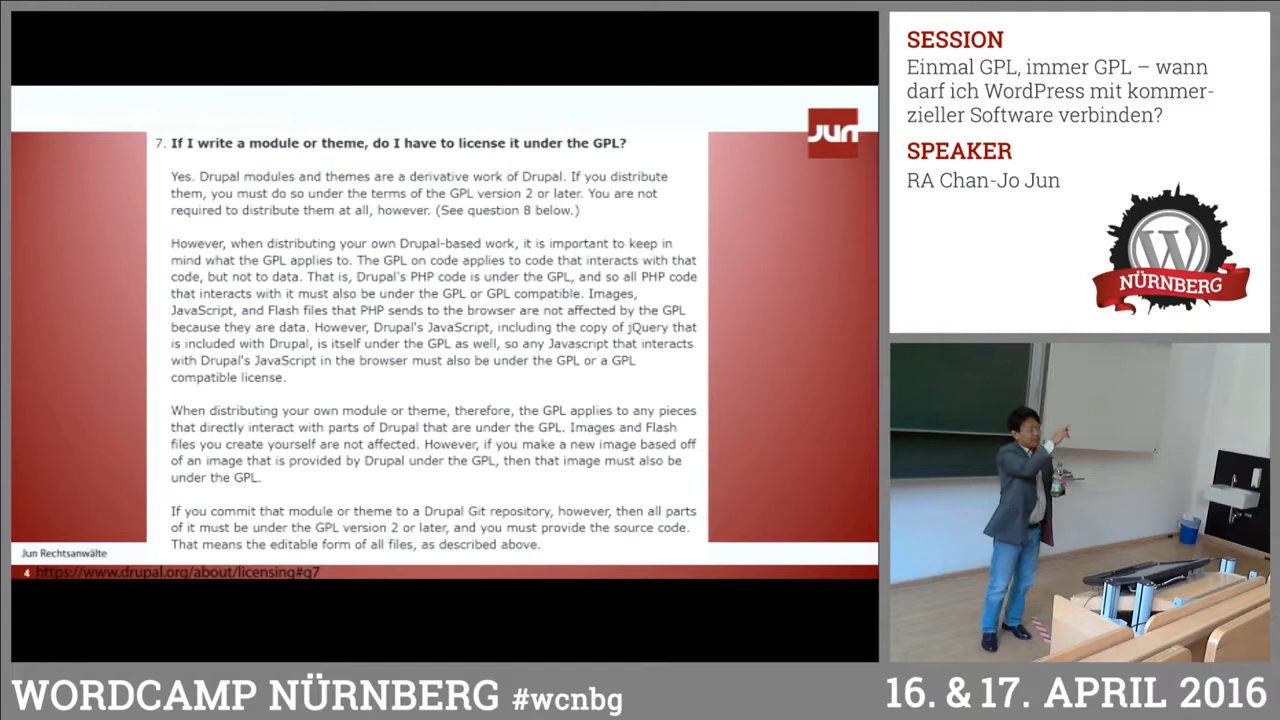 7. If I write a module or theme, do I have to license it under the GPL?
Yes. Drupal modules and themes are a derivative work of Drupal. If you distribute
them, you must do so under the terms of the GPL version 2 or later. You are not
required to distribute them at all, however. (See question 8 below.)
However, when distributing your own Drupal-based work, it is important to keep in
mind what the GPL applies to. The GPL on code applies to code that interacts with that
code, but not to data. That is, Drupal's PHP code is under the GPL, and so all PHP code
that interacts with it must also be under the GPL or GPL compatible. Images,
JavaScript, and Flash files that PHP sends to the browser are not affected by the GPL
because they are data. However, Drupal's JavaScript, including the copy of jQuery that
is included with Drupal, is itself under the GPL as well, so any Javascript that interacts
with Drupal's JavaScript in the browser must also be under the GPL or a GPL
compatible license.
When distributing your own module or theme, therefore, the GPL applies to any pieces
that directly interact with parts of Drupal that are under the GPL. Images and Flash
files you create yourself are not affected. However, if you make a new image based off
of an image that is provided by Drupal under the GPL, then that image must also be
under the GPL.
If you commit that module or theme to a Drupal Git repository, however, then all parts
of it must be under the GPL version 2 or later, and you must provide the source code.
That means the editable form of all files, as described above.
Jun
Jun Rechtsanwälte
4 https://www.drupal.org/about/licensing#q7
SESSION
Einmal GPL, immer GPL – wann
darf ich WordPress mit kommer-
zieller Software verbinden?
SPEAKER
RA Chan-Jo Jun
W
NÜRNBERG
WORDCAMP NÜRNBERG #wcnbg
16. & 17. APRIL 2016